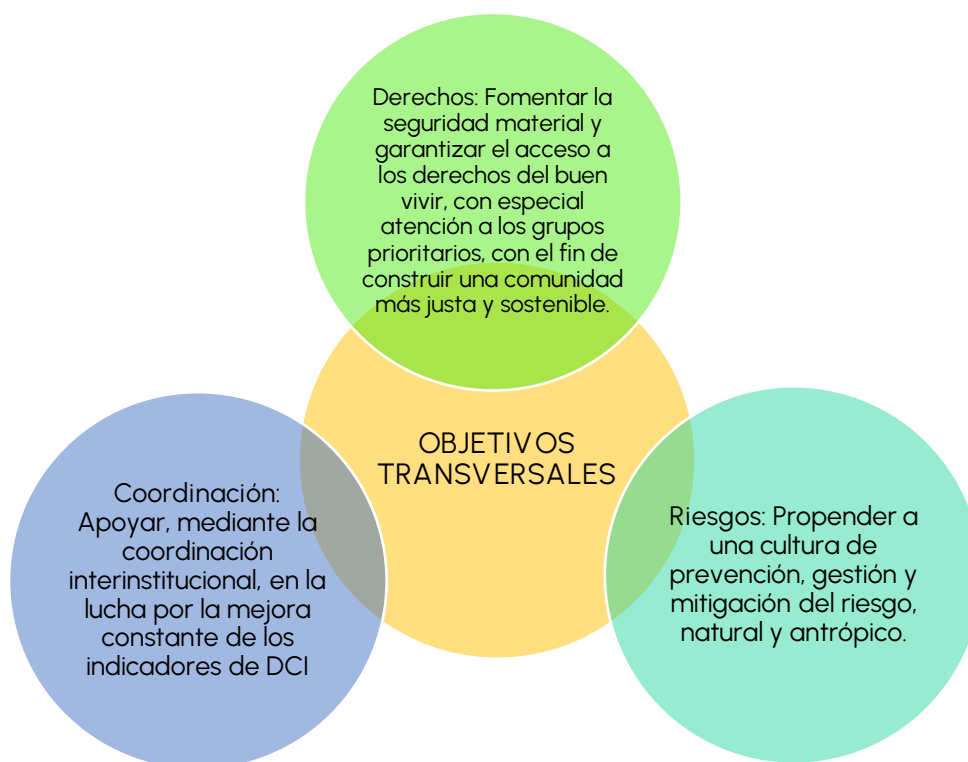 Derechos: Fomentar la
seguridad material y
garantizar el acceso a
los derechos del buen
vivir, con especial
atención a los grupos
prioritarios, con el fin de
construir una comunidad
más justa y sostenible.
OBJETIVOS
TRANSVERSALES
Coordinación:
Apoyar, mediante la
coordinación
interinstitucional, en la
lucha por la mejora
constante de los
indicadores de DCI
Riesgos: Propender a
una cultura de
prevención, gestión y
mitigación del riesgo,
natural y antrópico.